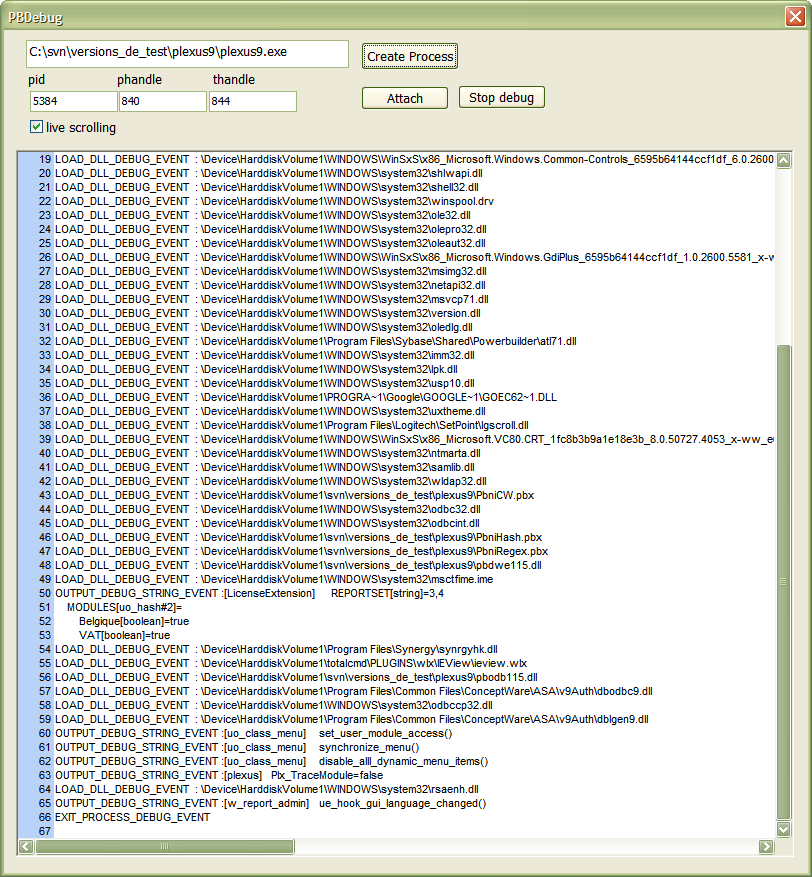 PBDebug
C:\svn\versions_de_test\plexus9\plexus9.exe
Create Process
pid phandle thandle
5384 840 844
Attach Stop debug
live scrolling
19 LOAD_DLL_DEBUG_EVENT : \Device\HarddiskVolume1\WINDOWS\WinSxS\x86_Microsoft.Windows.Common-Controls_6595b64144ccf1df_6.0.2600
20 LOAD_DLL_DEBUG_EVENT : \Device\HarddiskVolume1\WINDOWS\system32\shlwapi.dll
21 LOAD_DLL_DEBUG_EVENT : \Device\HarddiskVolume1\WINDOWS\system32\shell32.dll
22 LOAD_DLL_DEBUG_EVENT : \Device\HarddiskVolume1\WINDOWS\system32\winspool.drv
23 LOAD_DLL_DEBUG_EVENT : \Device\HarddiskVolume1\WINDOWS\system32\ole32.dll
24 LOAD_DLL_DEBUG_EVENT : \Device\HarddiskVolume1\WINDOWS\system32\olepro32.dll
25 LOAD_DLL_DEBUG_EVENT : \Device\HarddiskVolume1\WINDOWS\system32\oleaut32.dll
26 LOAD_DLL_DEBUG_EVENT : \Device\HarddiskVolume1\WINDOWS\WinSxS\x86_Microsoft.Windows.GdiPlus_6595b64144ccf1df_1.0.2600.5581_x-w
27 LOAD_DLL_DEBUG_EVENT : \Device\HarddiskVolume1\WINDOWS\system32\msimg32.dll
28 LOAD_DLL_DEBUG_EVENT : \Device\HarddiskVolume1\WINDOWS\system32\netapi32.dll
29 LOAD_DLL_DEBUG_EVENT : \Device\HarddiskVolume1\WINDOWS\system32\msvcp71.dll
30 LOAD_DLL_DEBUG_EVENT : \Device\HarddiskVolume1\WINDOWS\system32\version.dll
31 LOAD_DLL_DEBUG_EVENT : \Device\HarddiskVolume1\WINDOWS\system32\oledlg.dll
32 LOAD_DLL_DEBUG_EVENT : \Device\HarddiskVolume1\Program Files\Sybase\Shared\Powerbuilder\atl71.dll
33 LOAD_DLL_DEBUG_EVENT : \Device\HarddiskVolume1\WINDOWS\system32\imm32.dll
34 LOAD_DLL_DEBUG_EVENT : \Device\HarddiskVolume1\WINDOWS\system32\lpk.dll
35 LOAD_DLL_DEBUG_EVENT : \Device\HarddiskVolume1\WINDOWS\system32\usp10.dll
36 LOAD_DLL_DEBUG_EVENT : \Device\HarddiskVolume1\PROGRA~1\Google\GOOGLE~1\GOEC62~1.DLL
37 LOAD_DLL_DEBUG_EVENT : \Device\HarddiskVolume1\WINDOWS\system32\uxtheme.dll
38 LOAD_DLL_DEBUG_EVENT : \Device\HarddiskVolume1\Program Files\Logitech\SetPoint\lgscroll.dll
39 LOAD_DLL_DEBUG_EVENT : \Device\HarddiskVolume1\WINDOWS\WinSxS\x86_Microsoft.VC80.CRT_1fc8b3b9a1e18e3b_8.0.50727.4053_x-ww_e
40 LOAD_DLL_DEBUG_EVENT : \Device\HarddiskVolume1\WINDOWS\system32\ntmarta.dll
41 LOAD_DLL_DEBUG_EVENT : \Device\HarddiskVolume1\WINDOWS\system32\samlib.dll
42 LOAD_DLL_DEBUG_EVENT : \Device\HarddiskVolume1\WINDOWS\system32\wldap32.dll
43 LOAD_DLL_DEBUG_EVENT : \Device\HarddiskVolume1\svn\versions_de_test\plexus9\PbniCW.pbx
44 LOAD_DLL_DEBUG_EVENT : \Device\HarddiskVolume1\WINDOWS\system32\odbc32.dll
45 LOAD_DLL_DEBUG_EVENT : \Device\HarddiskVolume1\WINDOWS\system32\odbcint.dll
46 LOAD_DLL_DEBUG_EVENT : \Device\HarddiskVolume1\svn\versions_de_test\plexus9\PbniHash.pbx
47 LOAD_DLL_DEBUG_EVENT : \Device\HarddiskVolume1\svn\versions_de_test\plexus9\PbniRegex.pbx
48 LOAD_DLL_DEBUG_EVENT : \Device\HarddiskVolume1\svn\versions_de_test\plexus9\pbdwe115.dll
49 LOAD_DLL_DEBUG_EVENT : \Device\HarddiskVolume1\WINDOWS\system32\msctfime.ime
50 OUTPUT_DEBUG_STRING_EVENT :[LicenseExtension] REPORTSET[string]=3,4
51 MODULES[uo_hash#2]=
52 Belgique[boolean]=true
53 VAT[boolean]=true
54 LOAD_DLL_DEBUG_EVENT : \Device\HarddiskVolume1\Program Files\Synergy\synrgyhk.dll
55 LOAD_DLL_DEBUG_EVENT : \Device\HarddiskVolume1\totalcmd\PLUGINS\wlx\IEView\ieview.wlx
56 LOAD_DLL_DEBUG_EVENT : \Device\HarddiskVolume1\svn\versions_de_test\plexus9\pbodb115.dll
57 LOAD_DLL_DEBUG_EVENT : \Device\HarddiskVolume1\Program Files\Common Files\ConceptWare\ASA\v9Auth\dbodbc9.dll
58 LOAD_DLL_DEBUG_EVENT : \Device\HarddiskVolume1\WINDOWS\system32\odbccp32.dll
59 LOAD_DLL_DEBUG_EVENT : \Device\HarddiskVolume1\Program Files\Common Files\ConceptWare\ASA\v9Auth\dblgen9.dll
60 OUTPUT_DEBUG_STRING_EVENT :[uo_class_menu] set_user_module_access()
61 OUTPUT_DEBUG_STRING_EVENT :[uo_class_menu] synchronize_menu()
62 OUTPUT_DEBUG_STRING_EVENT :[uo_class_menu] disable_alll_dynamic_menu_items()
63 OUTPUT_DEBUG_STRING_EVENT :[plexus] Plx_TraceModule=false
64 LOAD_DLL_DEBUG_EVENT : \Device\HarddiskVolume1\WINDOWS\system32\rsaenh.dll
65 OUTPUT_DEBUG_STRING_EVENT :[w_report_admin] ue_hook_gui_language_changed()
66 EXIT_PROCESS_DEBUG_EVENT
67